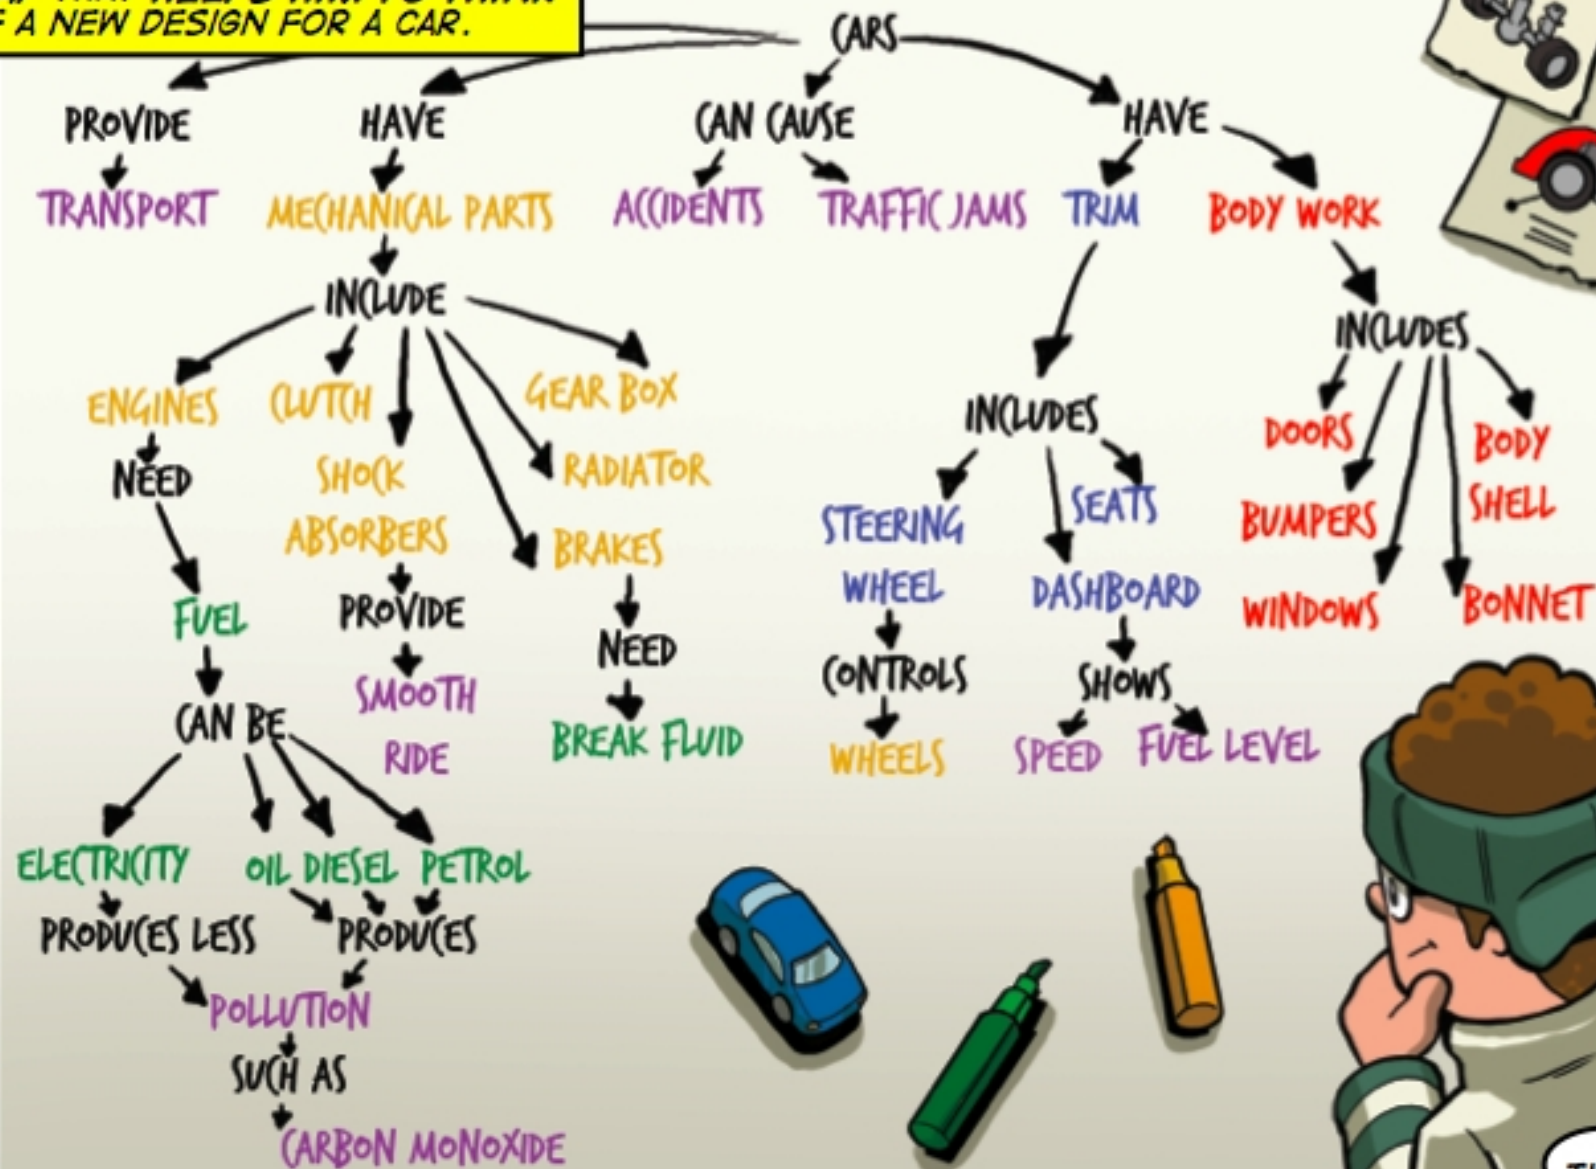 A NEW DESIGN FOR A CAR.
CARS
PROVIDE
HAVE
CAN CAUSE
HAVE
TRANSPORT
MECHANICAL PARTS
ACCIDENTS
TRAFFIC JAMS
TRIM
BODY WORK
INCLUDE
INCLUDES
ENGINES
CLUTCH
GEAR BOX
INCLUDES
DOORS
BODY
SHELL
NEED
SHOCK
ABSORBERS
RADIATOR
STEERING
WHEEL
SEATS
BUMPERS
BRAKES
DASHBOARD
WINDOWS
BONNET
FUEL
PROVIDE
NEED
CONTROLS
SHOWS
SMOOTH
RIDE
BREAK FLUID
WHEELS
SPEED
FUEL LEVEL
CAN BE
ELECTRICITY
OIL
DIESEL
PETROL
PRODUCES LESS
PRODUCES
POLLUTION
SUCH AS
CARBON MONOXIDE